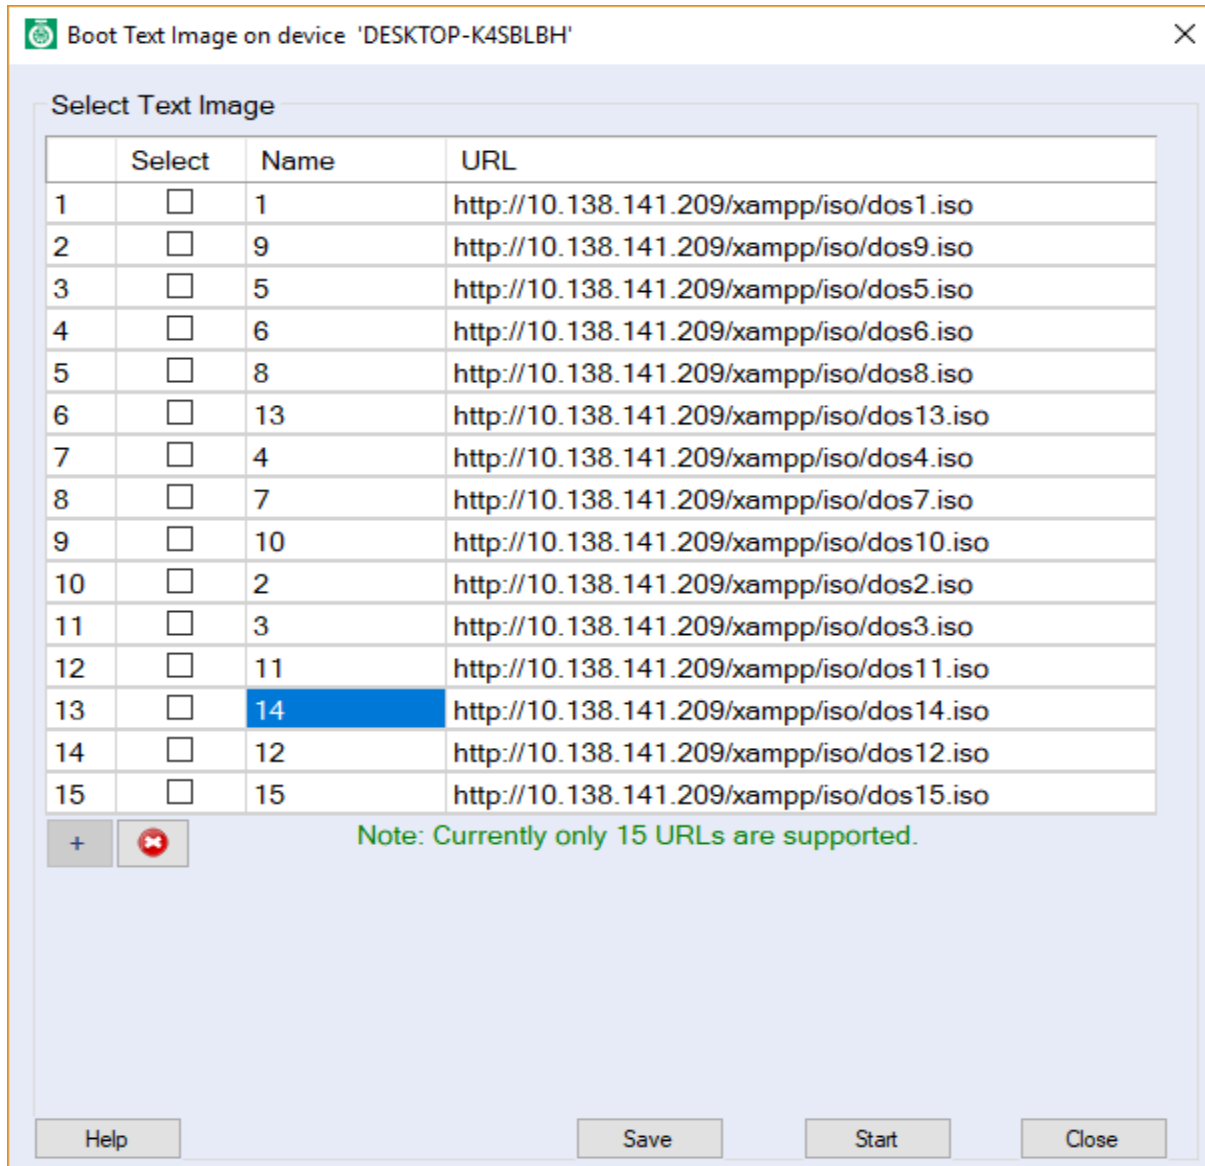 Boot Text Image on device 'DESKTOP-K4SBLBH'
Select Text Image
Select Name URL
1 1 http://10.138.141.209/xampp/iso/dos1.iso
2 9 http://10.138.141.209/xampp/iso/dos9.iso
3 5 http://10.138.141.209/xampp/iso/dos5.iso
4 6 http://10.138.141.209/xampp/iso/dos6.iso
5 8 http://10.138.141.209/xampp/iso/dos8.iso
6 13 http://10.138.141.209/xampp/iso/dos13.iso
7 4 http://10.138.141.209/xampp/iso/dos4.iso
8 7 http://10.138.141.209/xampp/iso/dos7.iso
9 10 http://10.138.141.209/xampp/iso/dos10.iso
10 2 http://10.138.141.209/xampp/iso/dos2.iso
11 3 http://10.138.141.209/xampp/iso/dos3.iso
12 11 http://10.138.141.209/xampp/iso/dos11.iso
13 14 http://10.138.141.209/xampp/iso/dos14.iso
14 12 http://10.138.141.209/xampp/iso/dos12.iso
15 15 http://10.138.141.209/xampp/iso/dos15.iso
+ Note: Currently only 15 URLs are supported.
Help Save Start Close